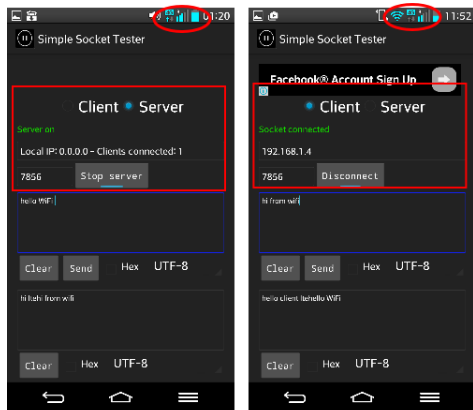 01:20
Simple Socket Tester
Client Server
Server on
Local IP: 0.0.0.0 - Clients connected: 1
7856 Stop server
hello WiFi
Clear Send Hex UTF-8
hi ltehi from wifi
Clear Hex UTF-8
11:52
Simple Socket Tester
Facebook® Account Sign Up
Client Server
Socket connected
192.168.1.4
7856 Disconnect
hi from wifi
Clear Send Hex UTF-8
hello client ltehello WiFi
Clear Hex UTF-8